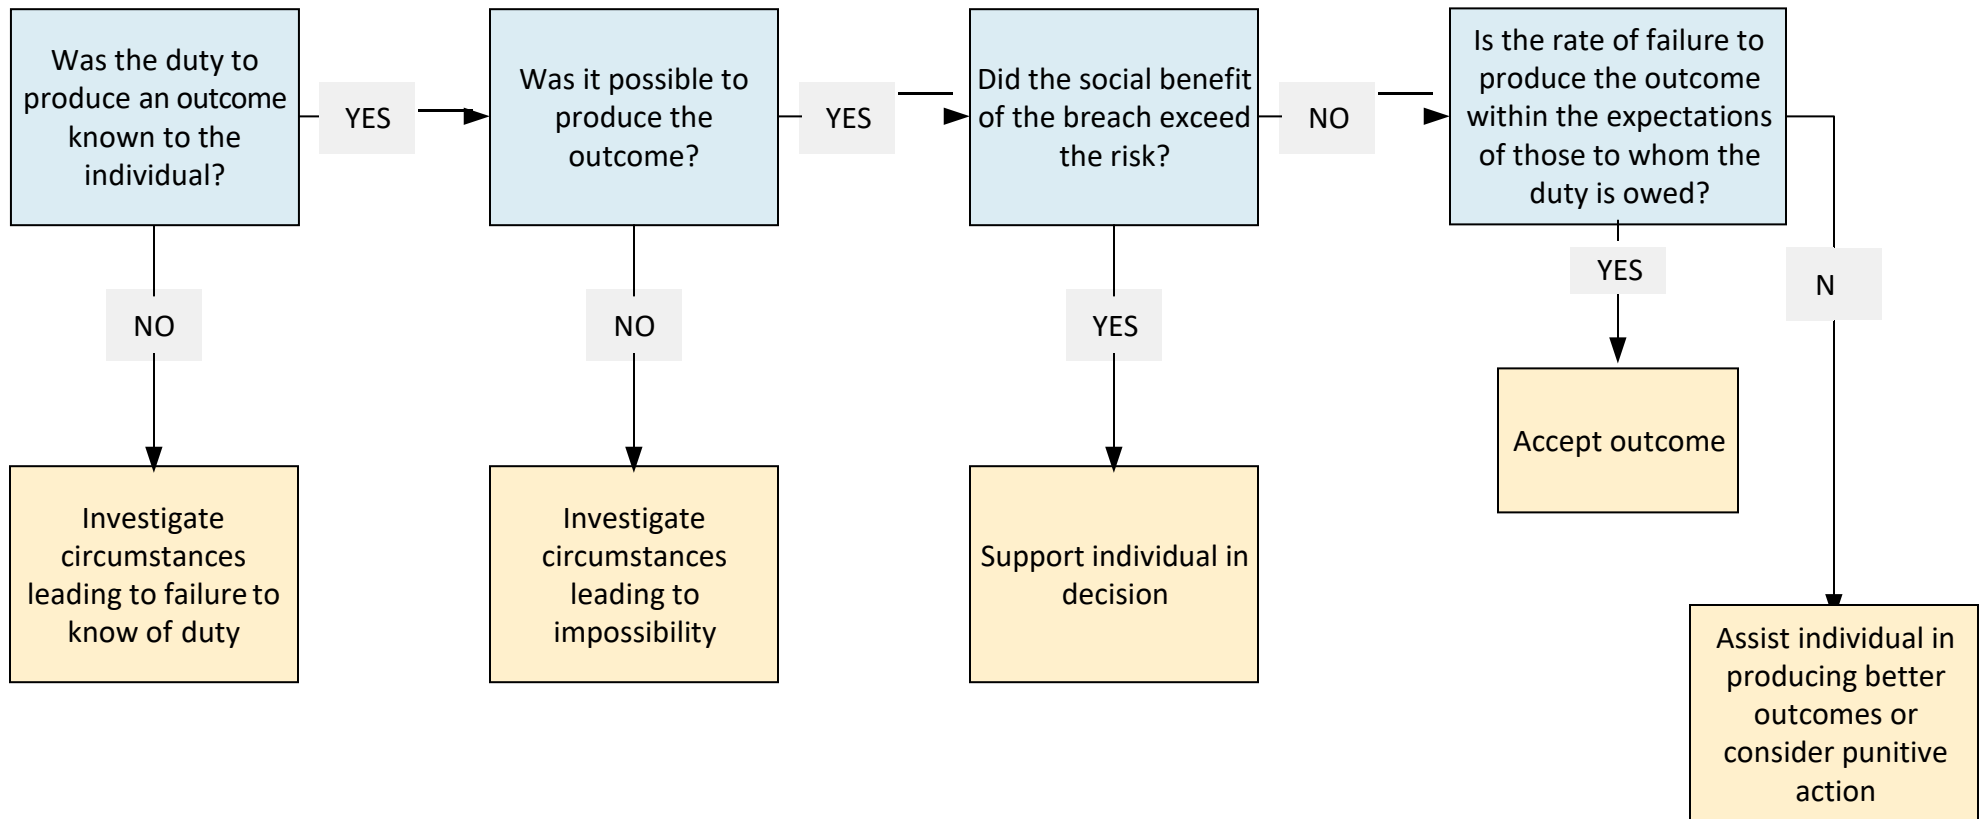 Was the duty to
produce an outcome
known to the
individual?
YES
Was it possible to
produce the
outcome?
YES
Did the social benefit
of the breach exceed
the risk?
NO
Is the rate of failure to
produce the outcome
within the expectations
of those to whom the
duty is owed?
NO
NO
YES
YES
N
Investigate
circumstances
leading to failure to
know of duty
Investigate
circumstances
leading to
impossibility
Support individual in
decision
Accept outcome
Assist individual in
producing better
outcomes or
consider punitive
action